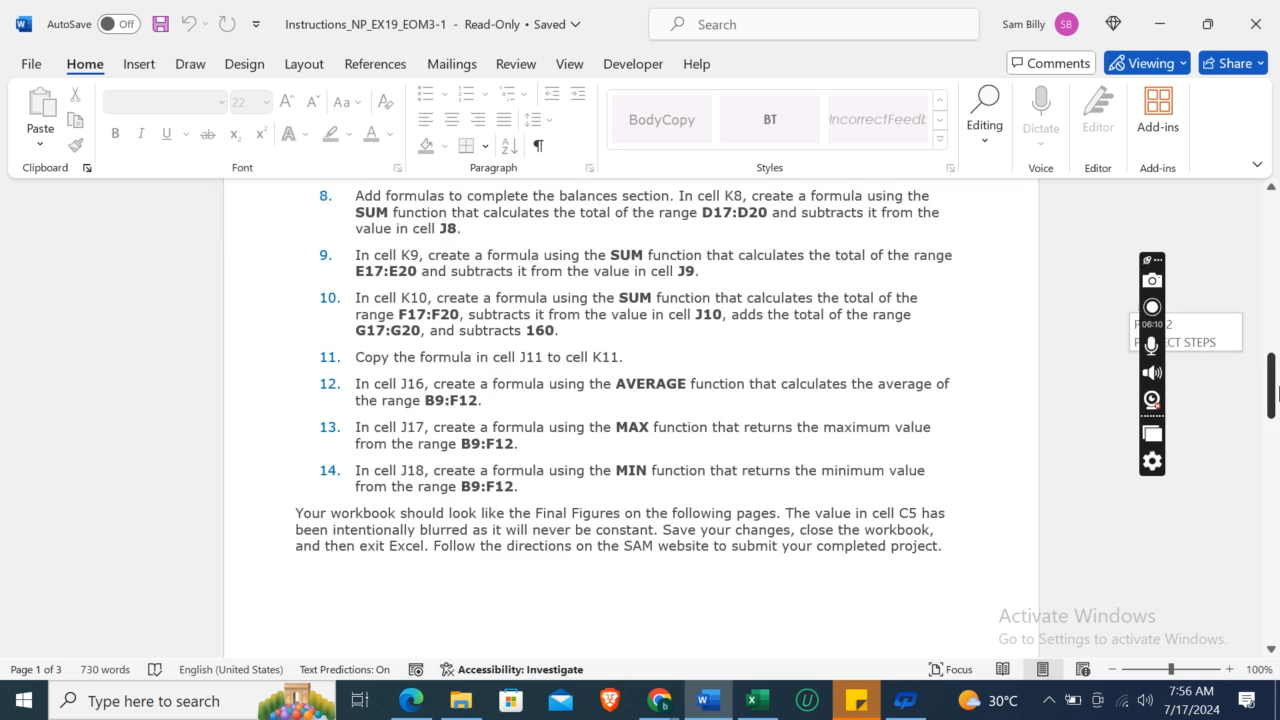 AutoSave Off Instructions_NP_EX19_EOM3-1 - Read-Only • Saved Search Sam Billy SB
File Home Insert Draw Design Layout References Mailings Review View Developer Help Comments Viewing Share
22 Aa
Paste BodyCopy BT IncorrectFeedb Editing Dictate Editor Add-ins
Clipboard Font Paragraph Styles Voice Editor Add-ins
8. Add formulas to complete the balances section. In cell K8, create a formula using the
SUM function that calculates the total of the range D17:D20 and subtracts it from the
value in cell J8.
9. In cell K9, create a formula using the SUM function that calculates the total of the range
E17:E20 and subtracts it from the value in cell J9.
10. In cell K10, create a formula using the SUM function that calculates the total of the
range F17:F20, subtracts it from the value in cell J10, adds the total of the range
G17:G20, and subtracts 160.
06:10
11. Copy the formula in cell J11 to cell K11.
12. In cell J16, create a formula using the AVERAGE function that calculates the average of
the range B9:F12.
13. In cell J17, create a formula using the MAX function that returns the maximum value
from the range B9:F12.
14. In cell J18, create a formula using the MIN function that returns the minimum value
from the range B9:F12.
Your workbook should look like the Final Figures on the following pages. The value in cell C5 has
been intentionally blurred as it will never be constant. Save your changes, close the workbook,
and then exit Excel. Follow the directions on the SAM website to submit your completed project.
Activate Windows
Go to Settings to activate Windows.
Page 1 of 3 730 words English (United States) Text Predictions: On Accessibility: Investigate Focus 100%
Type here to search 30°C 7:56 AM
7/17/2024